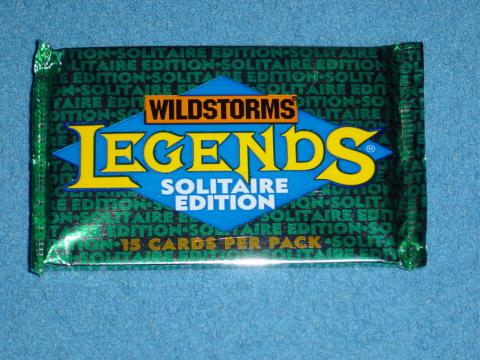 WILDSTORMS
LEGENDS®
SOLITAIRE
EDITION
15 CARDS PER PACK